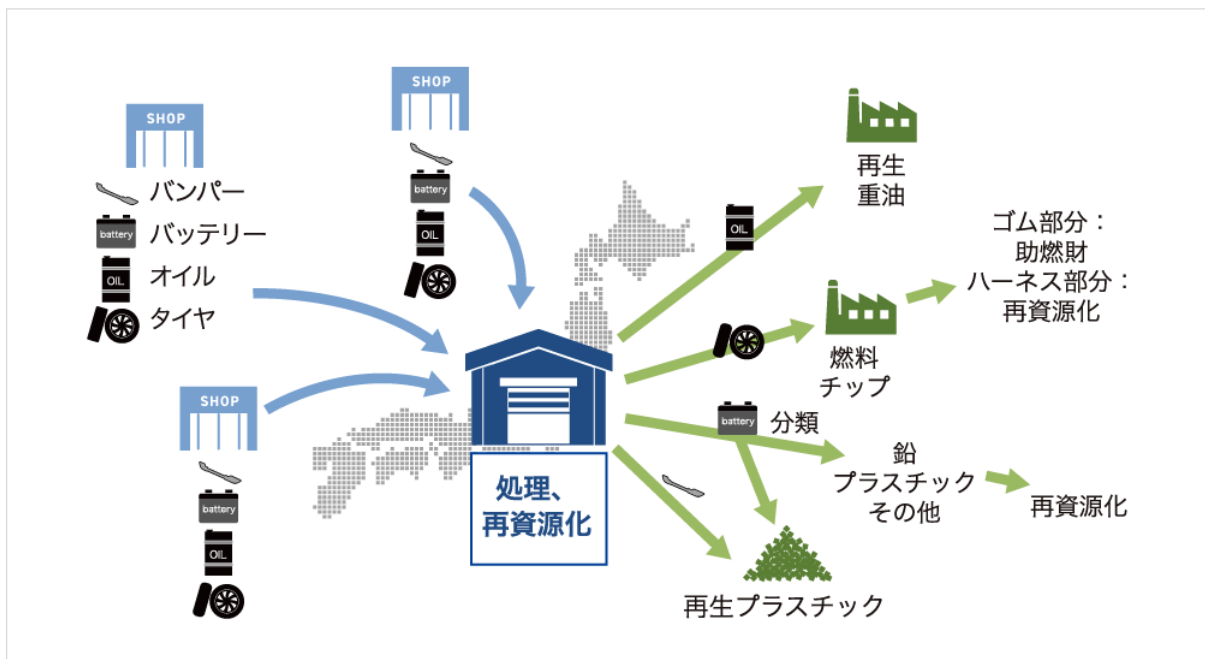 SHOP
バンパー
battery
バッテリー
OIL
オイル
タイヤ
SHOP
battery
OIL
SHOP
battery
OIL
処理、
再資源化
OIL
再生
重油
燃料
チップ
ゴム部分：
助燃財
ハーネス部分：
再資源化
battery
分類
鉛
プラスチック
その他
再資源化
再生プラスチック